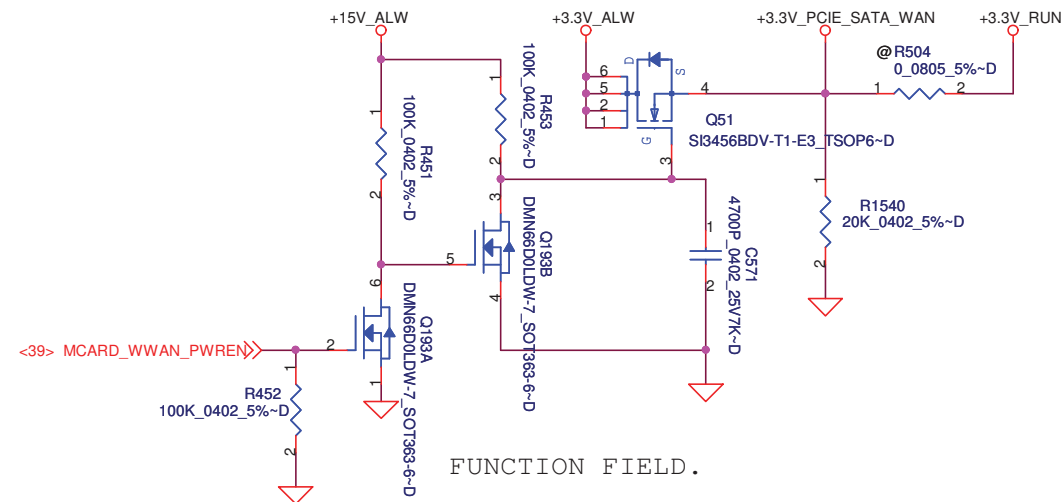 +15V_ALW
+3.3V_ALW
+3.3V_PCIE_SATA_WAN
+3.3V_RUN
@R504
0_0805_5%~D
1
2
R453
100K_0402_5%~D
1
2
R451
100K_0402_5%~D
1
2
6
5
2
1
D
S
G
4
3
Q51
SI3456BDV-T1-E3_TSOP6~D
Q193B
DMN66D0LDW-7_SOT363-6~D
3
5
4
C571
4700P_0402_25V7K~D
1
2
R1540
20K_0402_5%~D
1
2
Q193A
DMN66D0LDW-7_SOT363-6~D
6
2
1
<39> MCARD_WWAN_PWREN
R452
100K_0402_5%~D
1
2
FUNCTION FIELD.